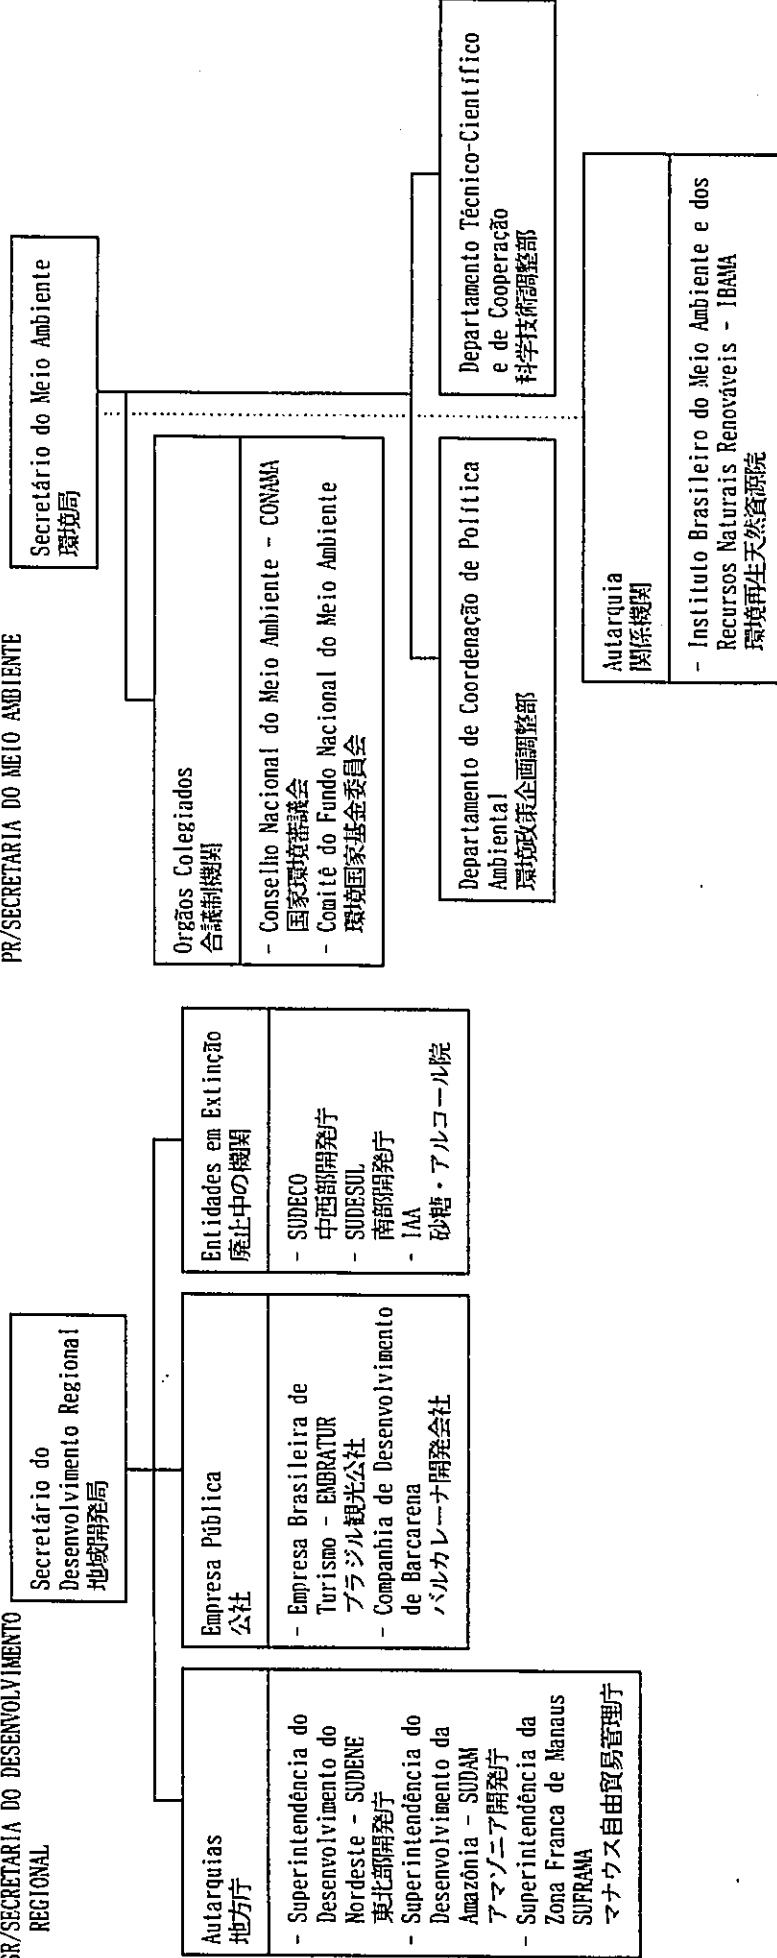 SR/SECRETARIA DO DESENVOLVIMENTO
REGIONAL
Secretário do
Desenvolvimento Regional
地域開発局
Autarquias
地方庁
- Superintendência do
Desenvolvimento do
Nordeste - SUDENE
東北部開発庁
- Superintendência do
Desenvolvimento da
Amazônia - SUDAM
アマゾニア開発庁
- Superintendência da
Zona Franca de Manaus
SUFRAMA
マナウス自由貿易管理庁
Empresa Pública
公社
- Empresa Brasileira de
Turismo - EMBRATUR
ブラジル観光公社
- Companhia de Desenvolvimento
de Barcarena
バルカレーナ開発会社
Entidades em Extinção
廃止中の機関
- SUDECO
中西部開発庁
- SUDESUL
南部開発庁
- IAA
砂糖・アルコール院
PR/SECRETARIA DO MEIO AMBIENTE
Secretário do Meio Ambiente
環境局
Orgãos Colegiados
合議制機関
- Conselho Nacional do Meio Ambiente - CONAMA
国家環境審議会
- Comitê do Fundo Nacional do Meio Ambiente
環境国家基金委員会
Departamento de Coordenação de Política
Ambiental
環境政策企画調整部
Departamento Técnico-Científico
e de Cooperação
科学技術調整部
Autarquia
関係機関
- Instituto Brasileiro do Meio Ambiente e dos
Recursos Naturais Renováveis - IBAMA
環境再生天然資源院